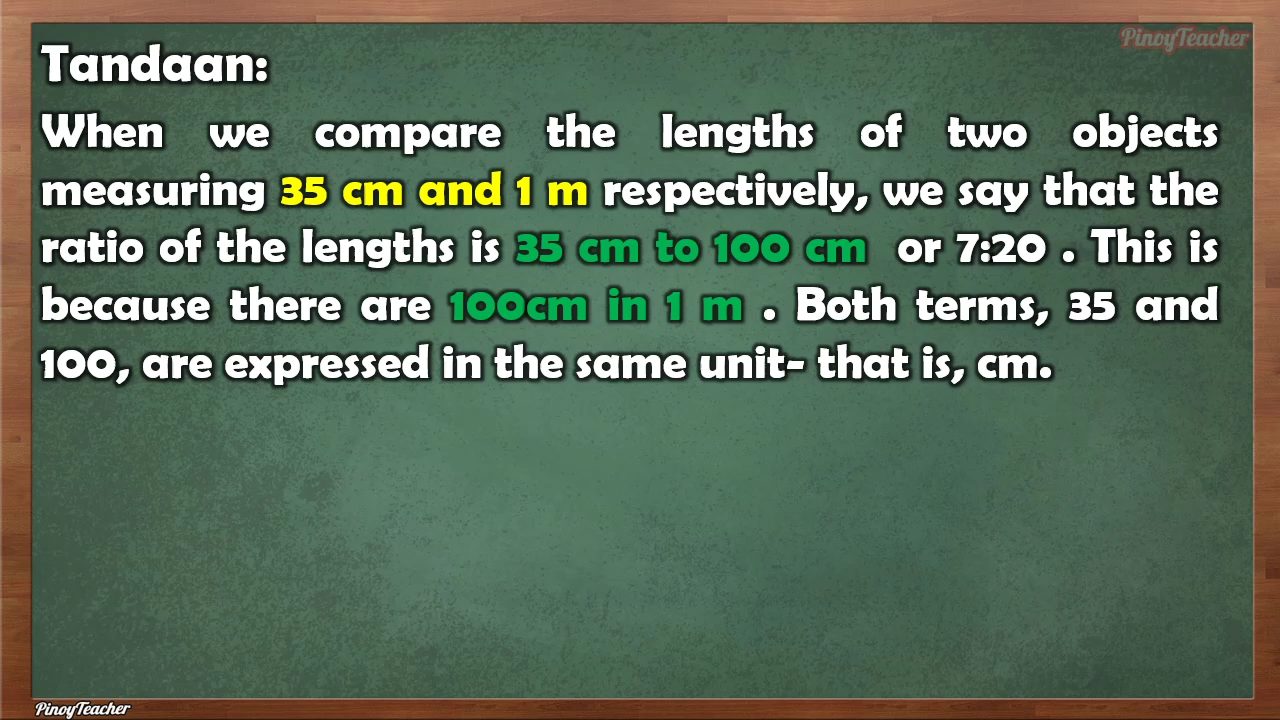 PinoyTeacher
Tandaan:
When we compare the lengths of two objects
measuring 35 cm and 1 m respectively, we say that the
ratio of the lengths is 35 cm to 100 cm or 7:20 . This is
because there are 100cm in 1 m . Both terms, 35 and
100, are expressed in the same unit- that is, cm.
PinoyTeacher